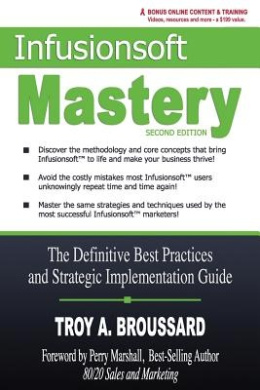 BONUS ONLINE CONTENT & TRAINING
Videos, resources and more - a $199 value.
Infusionsoft
Mastery
SECOND EDITION
Discover the methodology and core concepts that bring
Infusionsoft™ to life and make your business thrive!
Avoid the costly mistakes most Infusionsoft™ users
unknowingly repeat time and time again!
Master the same strategies and techniques used by the
most successful Infusionsoft™ marketers!
The Definitive Best Practices
and Strategic Implementation Guide
TROY A. BROUSSARD
Foreword by Perry Marshall, Best-Selling Author
80/20 Sales and Marketing